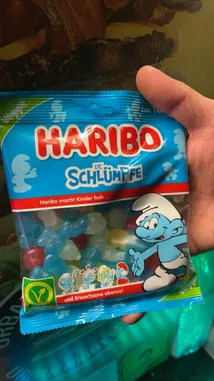 HARIBO
DIE
SCHLÜMPFE
Haribo macht Kinder froh ...
... und Erwachsene ebenso!